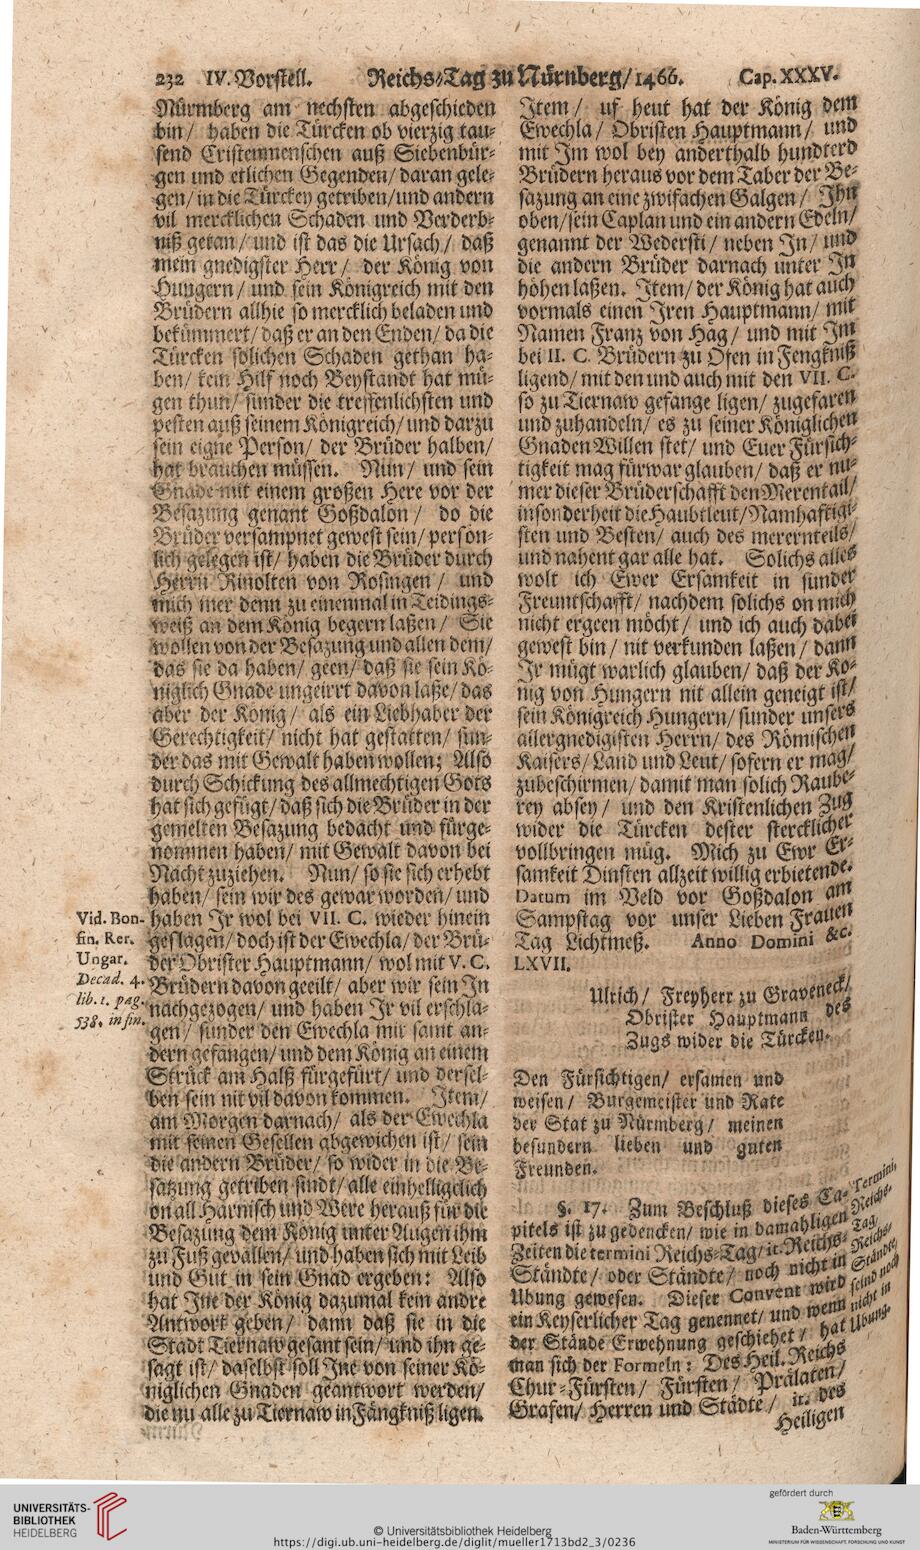 232 IV. Vorstell. Reichs-Tag zu Nürnberg/1466. Cap. XXXV.
Nürmberg am nechsten abgeschieden
bin/ haben die Türcken ob vierzig tau-
send Cristenmenschen auß Siebenbür-
gen und etlichen Gegenden/ daran gele-
gen/ in die Türckey getriben/und andern
vil mercklichen Schaden und Verderb-
niß getan/ und ist das die Ursach/ daß
mein gnedigster Herr/ der König von
Hungern/ und sein Königreich mit den
Brüdern allhie so mercklich beladen und
bekümmert/ daß er an den Enden/ da die
Türcken solichen Schaden gethan ha-
ben/ kein Hilf noch Beystandt hat mü-
gen thun/ sunder die treffenlichsten und
pesten auß seinem Königreich/ und darzu
sein eigne Person/ der Brüder halben/
hat brauchen müssen. Nun/ und sein
Gnade mit einem großen Here vor der
Besazung genant Goßdalon/ do die
Brüder versampnet gewest sein/ person-
lich gelegen ist/ haben die Brüder durch
Herrn Rinolten von Rosingen/ und
mich mer denn zu einenmal in Teidings-
weiß an dem König begern laßen/ Sie
wollen von der Besazung und allen dem/
das sie da haben/ geen/ daß sie sein Kö-
niglich Gnade ungeirrt davon laße/ das
aber der König/ als ein Liebhaber der
Gerechtigkeit/ nicht hat gestatten/ sun-
der das mit Gewalt haben wollen; Also
durch Schickung des allmechtigen Gots
hat sich gefügt/ daß sich die Brüder in der
gemelten Besazung bedacht und fürge-
nommen haben/ mit Gewalt davon bei
Nacht zuziehen. Nun/ so sie sich erhebt
haben/ sein wir des gewar worden/ und
haben Ir wol bei VII. C. wieder hinein
geslagen/ doch ist der Ewechla/ der Brü-
der Obrister Hauptmann/ wol mit V. C.
Brüdern davon geeilt/ aber wir sein In
nachgezogen/ und haben Ir vil erschla-
gen/ sunder den Ewechla mir samt an-
dern gefangen/ und dem König an einem
Strück am Halß fürgefürt/ und dersel-
ben sein nit vil davon kommen. Item/
am Morgen darnach/ als der Ewechla
mit seinen Gesellen abgewichen ist/ sein
die andern Brüder/ so wider in die Be-
satzung getriben sindt/ alle einhelligclich
on all Harnisch und Were herauß für die
Besazung dem König unter Augen ihm
zu Fuß gevallen/ und haben sich mit Leib
und Gut in sein Gnad ergeben: Also
hat Ine der König dazumal kein andre
Antwort geben/ dann daß sie in die
Stadt Tiernaw gesant sein/ und ihn ge-
sagt ist/ daselbst soll Ine von seiner Kö-
niglichen Gnaden geantwort werden/
die nu alle zu Tiernaw in Fängkniß ligen.
Vid. Bon-
fin. Rer.
Ungar.
Decad. 4.
lib. 1. pag.
538. in fin.
Item/ uf heut hat der König dem
Ewechla/ Obristen Hauptmann/ und
mit Im wol bey anderthalb hundterd
Brüdern heraus vor dem Taber der Be-
sazung an eine zwifachen Galgen/ Ihn
oben/sein Caplan und ein andern Edeln/
genannt der Wedersti/ neben In/ und
die andern Brüder darnach unter In
höhen laßen. Item/ der König hat auch
vormals einen Iren Hauptmann/ mit
Namen Franz von Hag/ und mit Im
bei II. C. Brüdern zu Ofen in Fengkniß
ligend/ mit den und auch mit den VII. C.
so zu Tiernaw gefange ligen/ zugefaren
und zuhandeln/ es zu seiner Königlichen
Gnaden Willen stet/ und Euer Fürsich-
tigkeit mag fürwar glauben/ daß er nu-
mer dieser Brüderschafft den Merentail/
insonderheit die Haubtleut/Namhaftigi-
sten und Besten/ auch des merernteils/
und nahent gar alle hat. Solichs alles
wolt ich Ewer Ersamkeit in sunder
Freuntschafft/ nachdem solichs on mich
nicht ergeen möcht/ und ich auch dabei
gewest bin/ nit verkunden laßen/ dann
Ir mügt warlich glauben/ daß der Kö-
nig von Hungern nit allein geneigt ist/
sein Königreich Hungern/ sunder unsers
allergnedigisten Herrn/ des Römischen
Kaisers/ Land und Leut/ sofern er mag/
zubeschirmen/ damit man solich Raube-
rey absey/ und den Kristenlichen Zug
wider die Türcken dester stercklicher
vollbringen müg. Mich zu Ewr Er-
samkeit Dinsten allzeit willig erbietende.
Datum im Veld vor Goßdalon am
Sampstag vor unser Lieben Frauen
Tag Lichtmeß. Anno Domini &c.
LXVII.
Ulrich/ Freyherr zu Graveneck/
Obrister Hauptmann des
Zugs wider die Türcken.
Den Fürsichtigen/ ersamen und
weisen/ Burgemeister und Rate
der Stat zu Nürmberg/ meinen
besundern lieben und guten
Freunden.
§. 17. Zum Beschluß dieses Ca-
pitels ist zu gedencken/ wie in damahligen
Zeiten die termini Reichs-Tag/ it. Reichs-
Ständte/ oder Ständte/ noch nicht in
Ubung gewesen. Dieser Convent wird
ein Keyserlicher Tag genennet/ und wenn
der Stände Erwehnung geschiehet/ hat
man sich der Formeln: Des Heil. Reichs
Chur-Fürsten/ Fürsten/ Prälaten/
Grafen/ Herren und Städte/ it. des
Heiligen
Termini,
Reichs-
Tag,
Reichs-
Stände,
seind noch
nicht in
Ubung.
UNIVERSITÄTS-
BIBLIOTHEK
HEIDELBERG
© Universitätsbibliothek Heidelberg
https://digi.ub.uni-heidelberg.de/diglit/mueller1713bd2_3/0236
gefördert durch
Baden-Württemberg
MINISTERIUM FÜR WISSENSCHAFT, FORSCHUNG UND KUNST